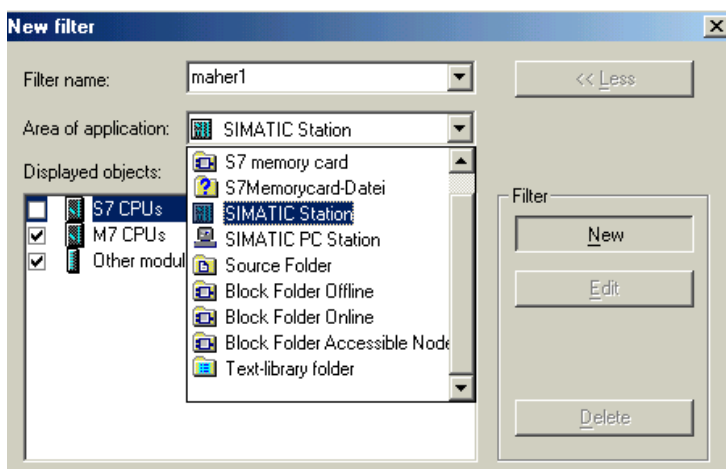 New filter
Filter name:
maher1
<< Less
Area of application:
SIMATIC Station
Displayed objects:
S7 CPUs
M7 CPUs
Other modul
S7 memory card
S7Memorycard-Datei
SIMATIC Station
SIMATIC PC Station
Source Folder
Block Folder Offline
Block Folder Online
Block Folder Accessible Node
Text-library folder
Filter
New
Edit
Delete